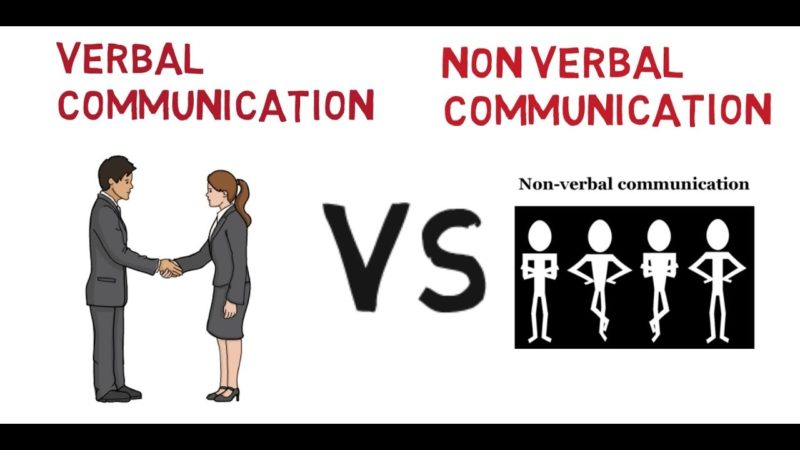 VERBAL
COMMUNICATION
VS
NON VERBAL
COMMUNICATION
Non-verbal communication